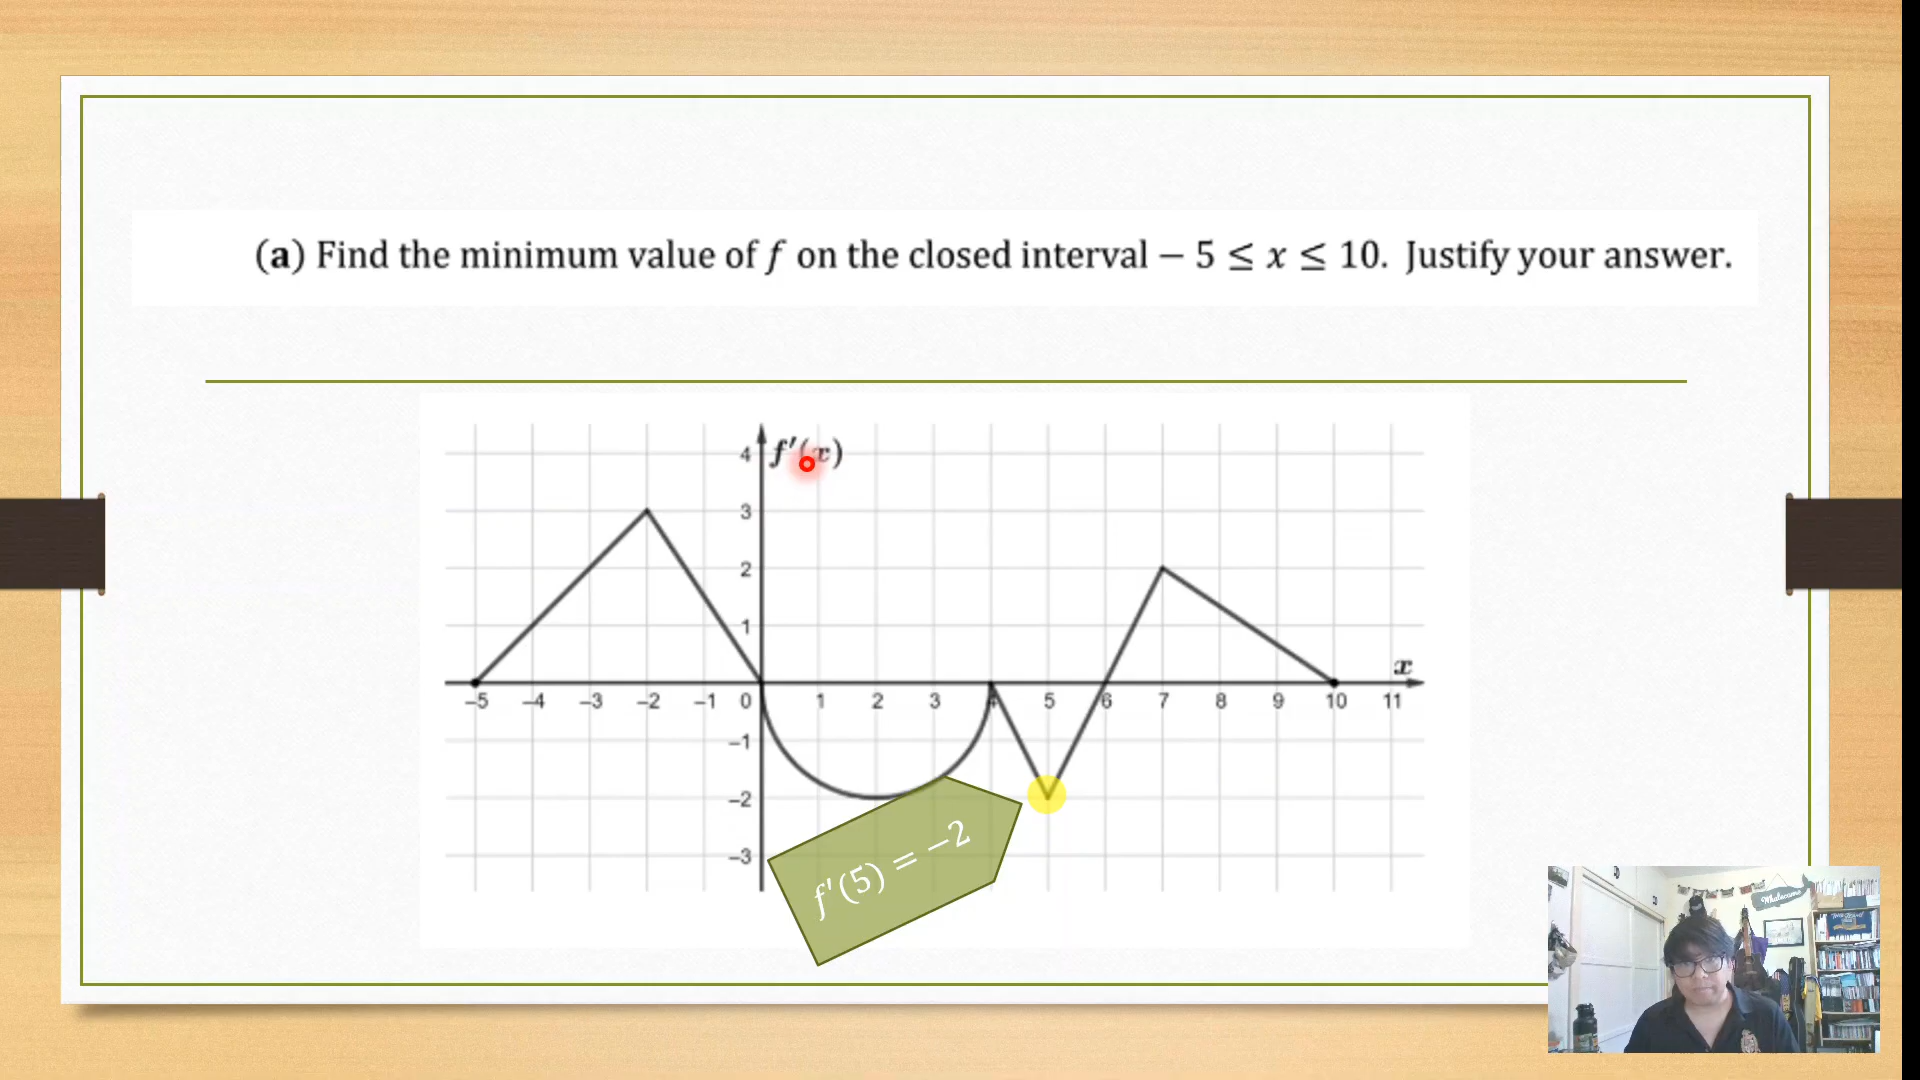 (a) Find the minimum value of f on the closed interval − 5 ≤ x ≤ 10. Justify your answer.
f′(x)
4
3
2
1
x
−5 −4 −3 −2 −1 0 1 2 3 4 5 6 7 8 9 10 11
−1
−2
−3
f′(5) = −2
Whalecome